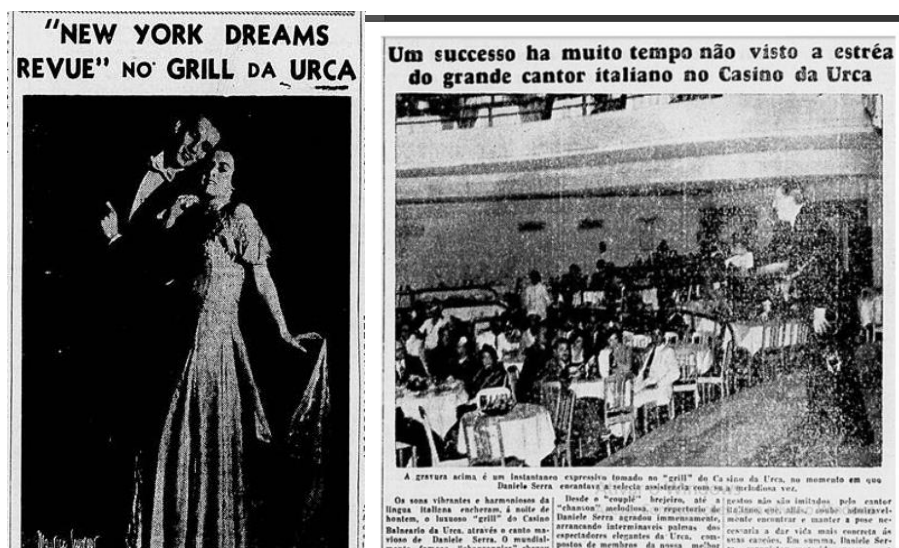 "NEW YORK DREAMS
REVUE" NO GRILL DA URCA
Um successo ha muito tempo não visto a estréa
do grande cantor italiano no Casino da Urca
A gravura acima é um instantaneo expressivo tomado no "grill" do Casino da Urca, no momento em que
Daniele Serra encantava a selecta assistencia com sua melodiosa voz.
Os sons vibrantes e harmoniosos da
lingua italiana encheram, á noite de
hontem, o luxuoso "grill" do Casino
Balneario da Urca, através o canto ma-
vioso de Daniele Serra. O mundial-
Desde o "couplé" brejeiro, até a
"chanson" melodiosa, o repertorio de
Daniele Serra agradou immensamente,
arrancando interminaveis palmas dos
espectadores elegantes da Urca, com-
postos de membros da nossa melhor
gestos não são imitados pelo cantor
italiano, que, aliás, soube admiravel-
mente encontrar e manter a pose ne-
cessaria a dar vida mais concreta ás
suas canções. Em summa, Daniele Ser-